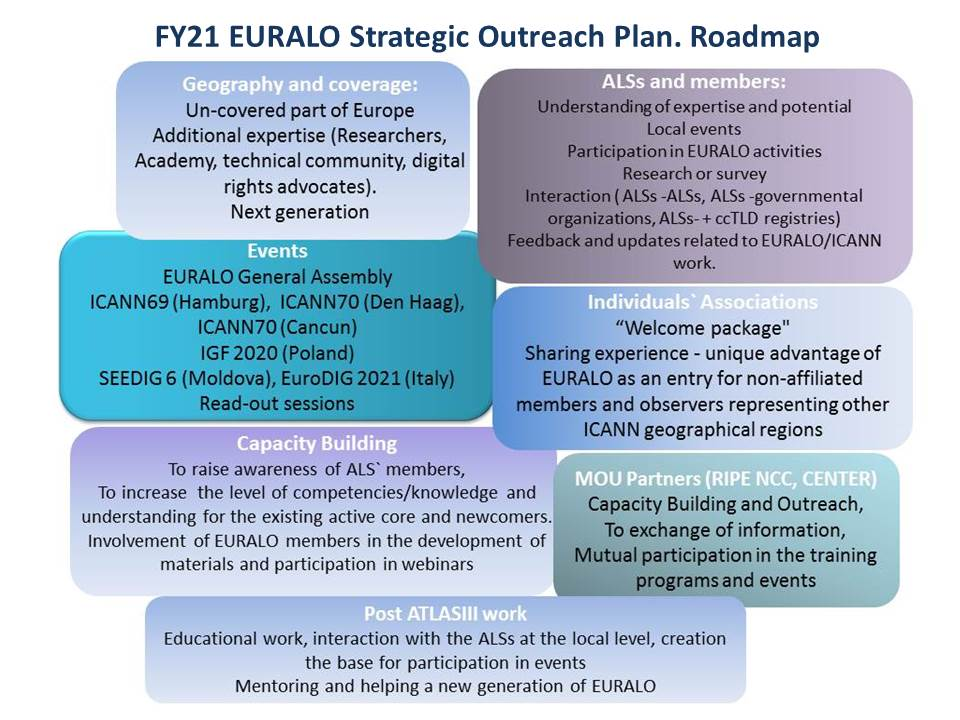 FY21 EURALO Strategic Outreach Plan. Roadmap
Geography and coverage:
Un-covered part of Europe
Additional expertise (Researchers,
Academy, technical community, digital
rights advocates).
Next generation
ALSs and members:
Understanding of expertise and potential
Local events
Participation in EURALO activities
Research or survey
Interaction ( ALSs -ALSs, ALSs -governmental
organizations, ALSs- + ccTLD registries)
Feedback and updates related to EURALO/ICANN
work.
Events
EURALO General Assembly
ICANN69 (Hamburg), ICANN70 (Den Haag),
ICANN70 (Cancun)
IGF 2020 (Poland)
SEEDIG 6 (Moldova), EuroDIG 2021 (Italy)
Read-out sessions
Individuals` Associations
“Welcome package"
Sharing experience - unique advantage of
EURALO as an entry for non-affiliated
members and observers representing other
ICANN geographical regions
Capacity Building
To raise awareness of ALS` members,
To increase the level of competencies/knowledge and
understanding for the existing active core and newcomers.
Involvement of EURALO members in the development of
materials and participation in webinars
MOU Partners (RIPE NCC, CENTER)
Capacity Building and Outreach,
To exchange of information,
Mutual participation in the training
programs and events
Post ATLASIII work
Educational work, interaction with the ALSs at the local level, creation
the base for participation in events
Mentoring and helping a new generation of EURALO